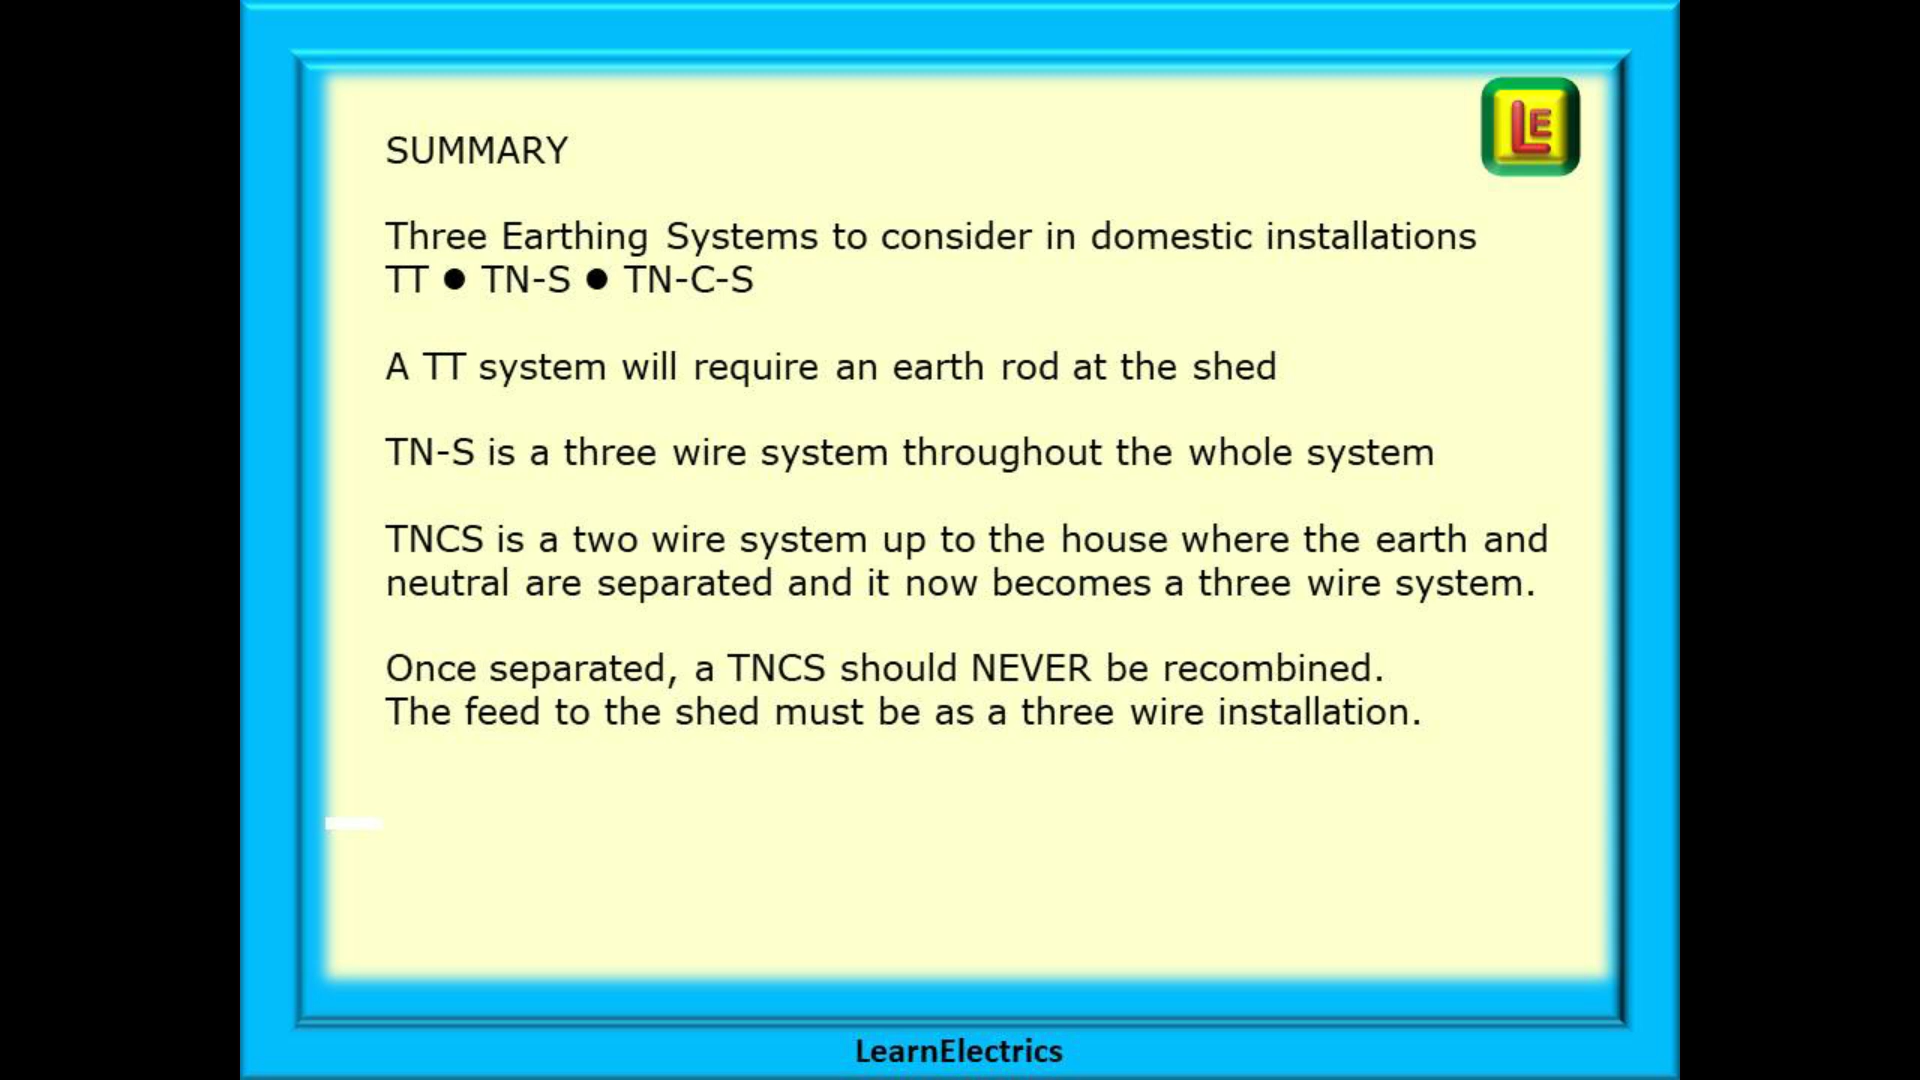 LE
SUMMARY
Three Earthing Systems to consider in domestic installations
TT ● TN-S ● TN-C-S
A TT system will require an earth rod at the shed
TN-S is a three wire system throughout the whole system
TNCS is a two wire system up to the house where the earth and
neutral are separated and it now becomes a three wire system.
Once separated, a TNCS should NEVER be recombined.
The feed to the shed must be as a three wire installation.
LearnElectrics